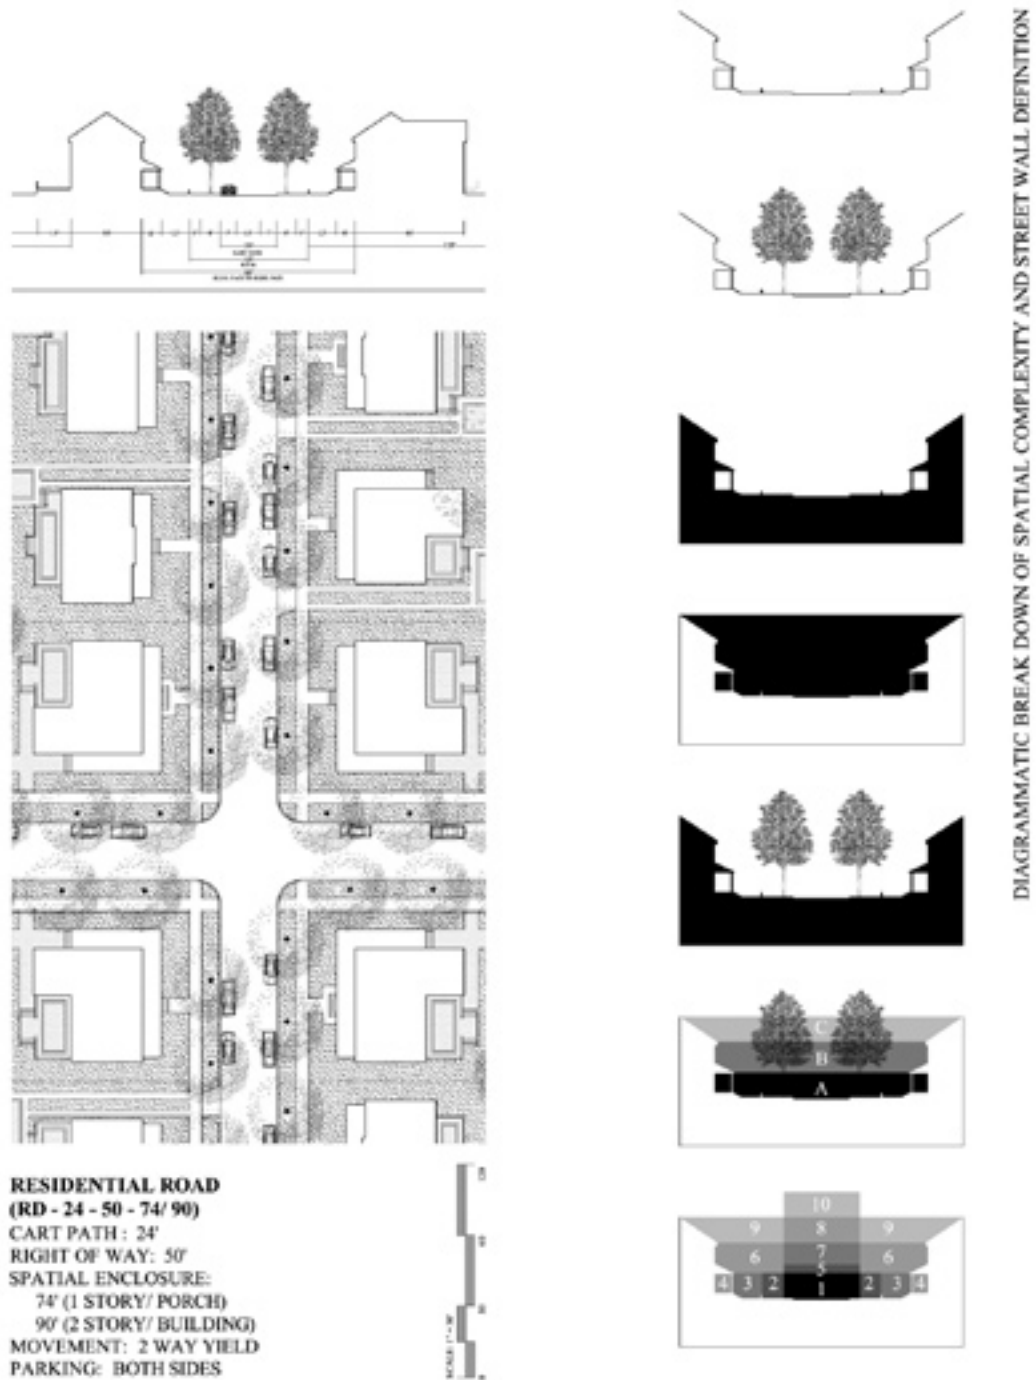 DIAGRAMMATIC BREAK DOWN OF SPATIAL COMPLEXITY AND STREET WALL DEFINITION
C
B
A
10
9 8 9
6 7 6
5
4 3 2 1 2 3 4
RESIDENTIAL ROAD
(RD - 24 - 50 - 74/ 90)
CART PATH : 24'
RIGHT OF WAY: 50'
SPATIAL ENCLOSURE:
74' (1 STORY/ PORCH)
90' (2 STORY/ BUILDING)
MOVEMENT: 2 WAY YIELD
PARKING: BOTH SIDES